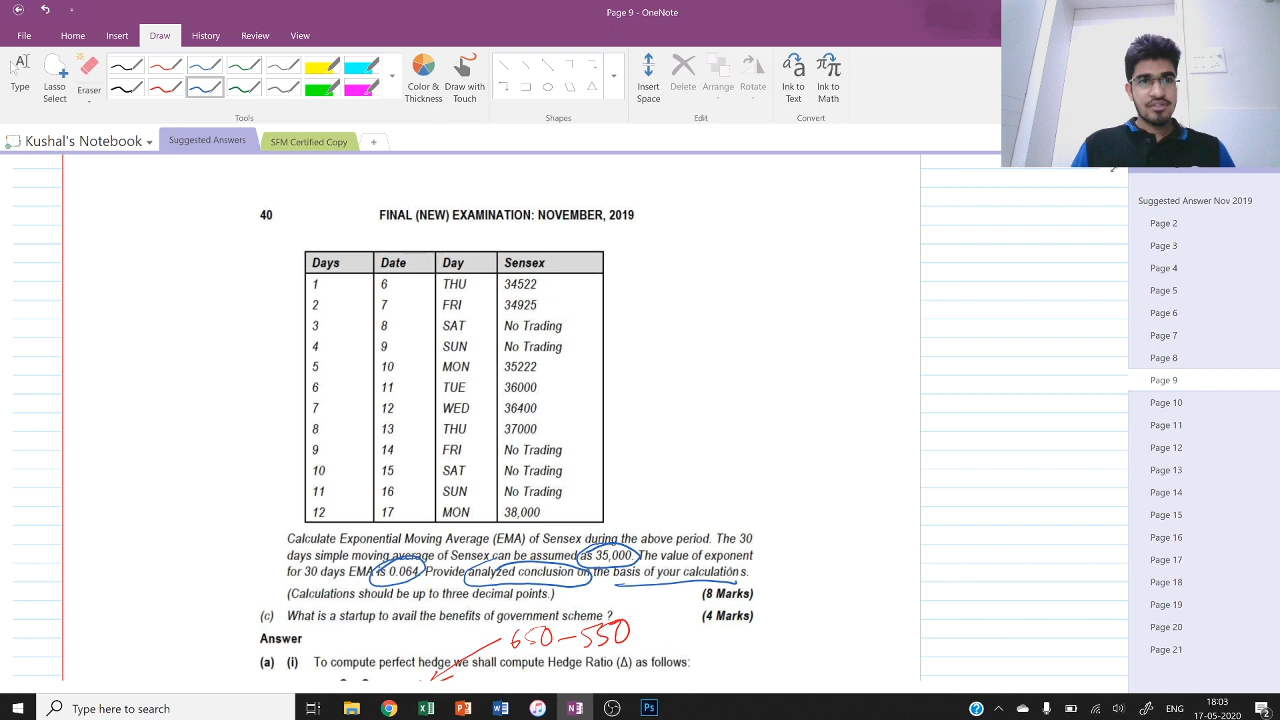 Page 9 - OneNote
File Home Insert Draw History Review View
Type
Lasso Select
Eraser
Color & Thickness
Draw with Touch
Insert Space
Delete
Arrange
Rotate
Ink to Text
Ink to Math
Tools Shapes Edit Convert
Kushal's Notebook Suggested Answers SFM Certified Copy +
40 FINAL (NEW) EXAMINATION: NOVEMBER, 2019
Days Date Day Sensex
1 6 THU 34522
2 7 FRI 34925
3 8 SAT No Trading
4 9 SUN No Trading
5 10 MON 35222
6 11 TUE 36000
7 12 WED 36400
8 13 THU 37000
9 14 FRI No Trading
10 15 SAT No Trading
11 16 SUN No Trading
12 17 MON 38,000
Calculate Exponential Moving Average (EMA) of Sensex during the above period. The 30
days simple moving average of Sensex can be assumed as 35,000. The value of exponent
for 30 days EMA is 0.064. Provide analyzed conclusion on the basis of your calculations.
(Calculations should be up to three decimal points.) (8 Marks)
(c) What is a startup to avail the benefits of government scheme ? (4 Marks)
Answer
650-550
(a) (i) To compute perfect hedge we shall compute Hedge Ratio (Δ) as follows:
Suggested Answer Nov 2019
Page 2
Page 3
Page 4
Page 5
Page 6
Page 7
Page 8
Page 9
Page 10
Page 11
Page 12
Page 13
Page 14
Page 15
Page 16
Page 17
Page 18
Page 19
Page 20
Page 21
Type here to search
18:03
17-05-2020